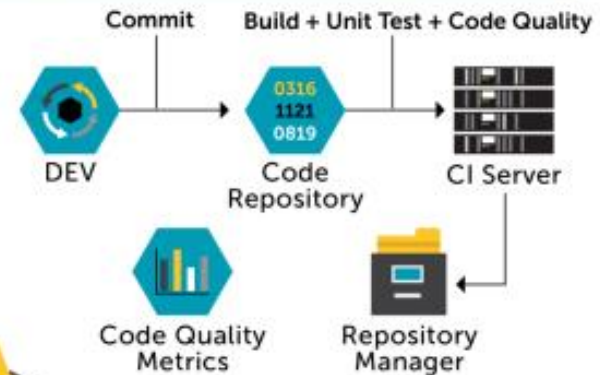 Commit
Build + Unit Test + Code Quality
0316
1121
0819
DEV
Code
Repository
CI Server
Code Quality
Metrics
Repository
Manager